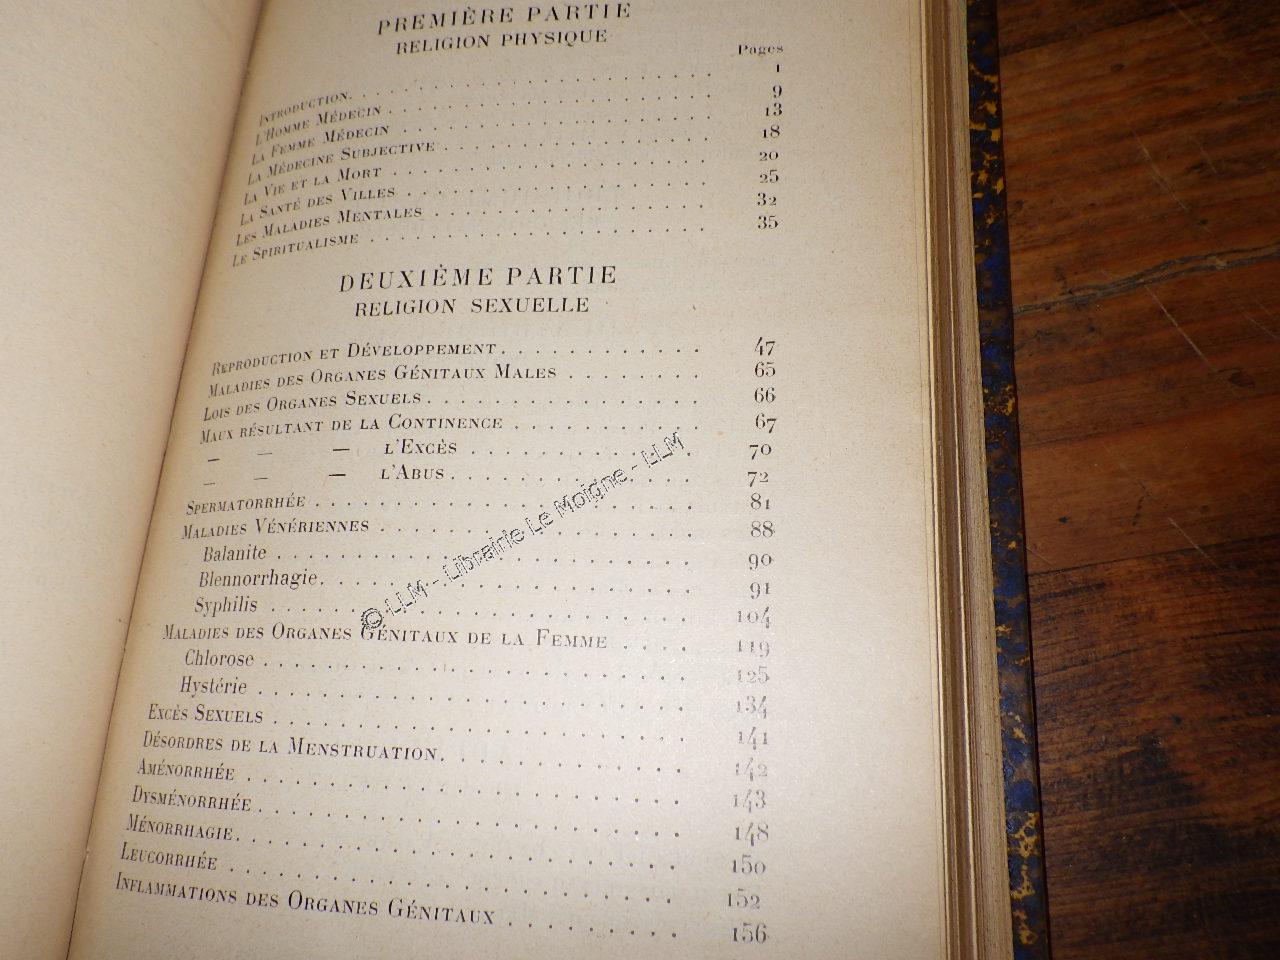 PREMIÈRE PARTIE
RELIGION PHYSIQUE
Pages
Introduction. . . . . . . . . . . . . . . . . . . 1
L'Homme Médecin . . . . . . . . . . . . . . . . . 9
La Femme Médecin . . . . . . . . . . . . . . . . 13
La Médecine Subjective . . . . . . . . . . . . . . 18
La Vie et la Mort . . . . . . . . . . . . . . . . 20
La Santé des Villes . . . . . . . . . . . . . . . 25
Les Maladies Mentales . . . . . . . . . . . . . . 32
Le Spiritualisme . . . . . . . . . . . . . . . . . 35
DEUXIÈME PARTIE
RELIGION SEXUELLE
Reproduction et Développement. . . . . . . . . . 47
Maladies des Organes Génitaux Males . . . . . . . 65
Lois des Organes Sexuels. . . . . . . . . . . . . 66
Maux résultant de la Continence . . . . . . . . . 67
— — — l'Excès . . . . . . . . . . 70
— — — l'Abus. . . . . . . . . . . 72
Spermatorrhée . . . . . . . . . . . . . . . . . 81
Maladies Vénériennes . . . . . . . . . . . . . . 88
Balanite . . . . . . . . . . . . . . . . . . 90
Blennorrhagie. . . . . . . . . . . . . . . . . 91
Syphilis . . . . . . . . . . . . . . . . . . 104
Maladies des Organes Génitaux de la Femme . . . . 119
Chlorose . . . . . . . . . . . . . . . . . . 125
Hystérie . . . . . . . . . . . . . . . . . . 134
Excès Sexuels . . . . . . . . . . . . . . . . . 141
Désordres de la Menstruation. . . . . . . . . . . 142
Aménorrhée . . . . . . . . . . . . . . . . . . 143
Dysménorrhée . . . . . . . . . . . . . . . . . 148
Ménorrhagie. . . . . . . . . . . . . . . . . . 150
Leucorrhée . . . . . . . . . . . . . . . . . . 152
Inflammations des Organes Génitaux . . . . . . . 156
© LLM - Librairie Le Moigne - LLM